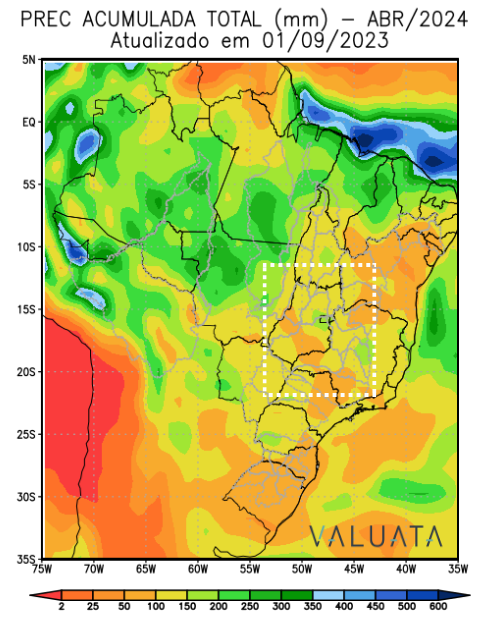 PREC ACUMULADA TOTAL (mm) – ABR/2024
Atualizado em 01/09/2023
5N
EQ
5S
10S
15S
20S
25S
30S
35S
VALUATA
75W 70W 65W 60W 55W 50W 45W 40W 35W
2 25 50 100 150 200 250 300 350 400 450 500 600